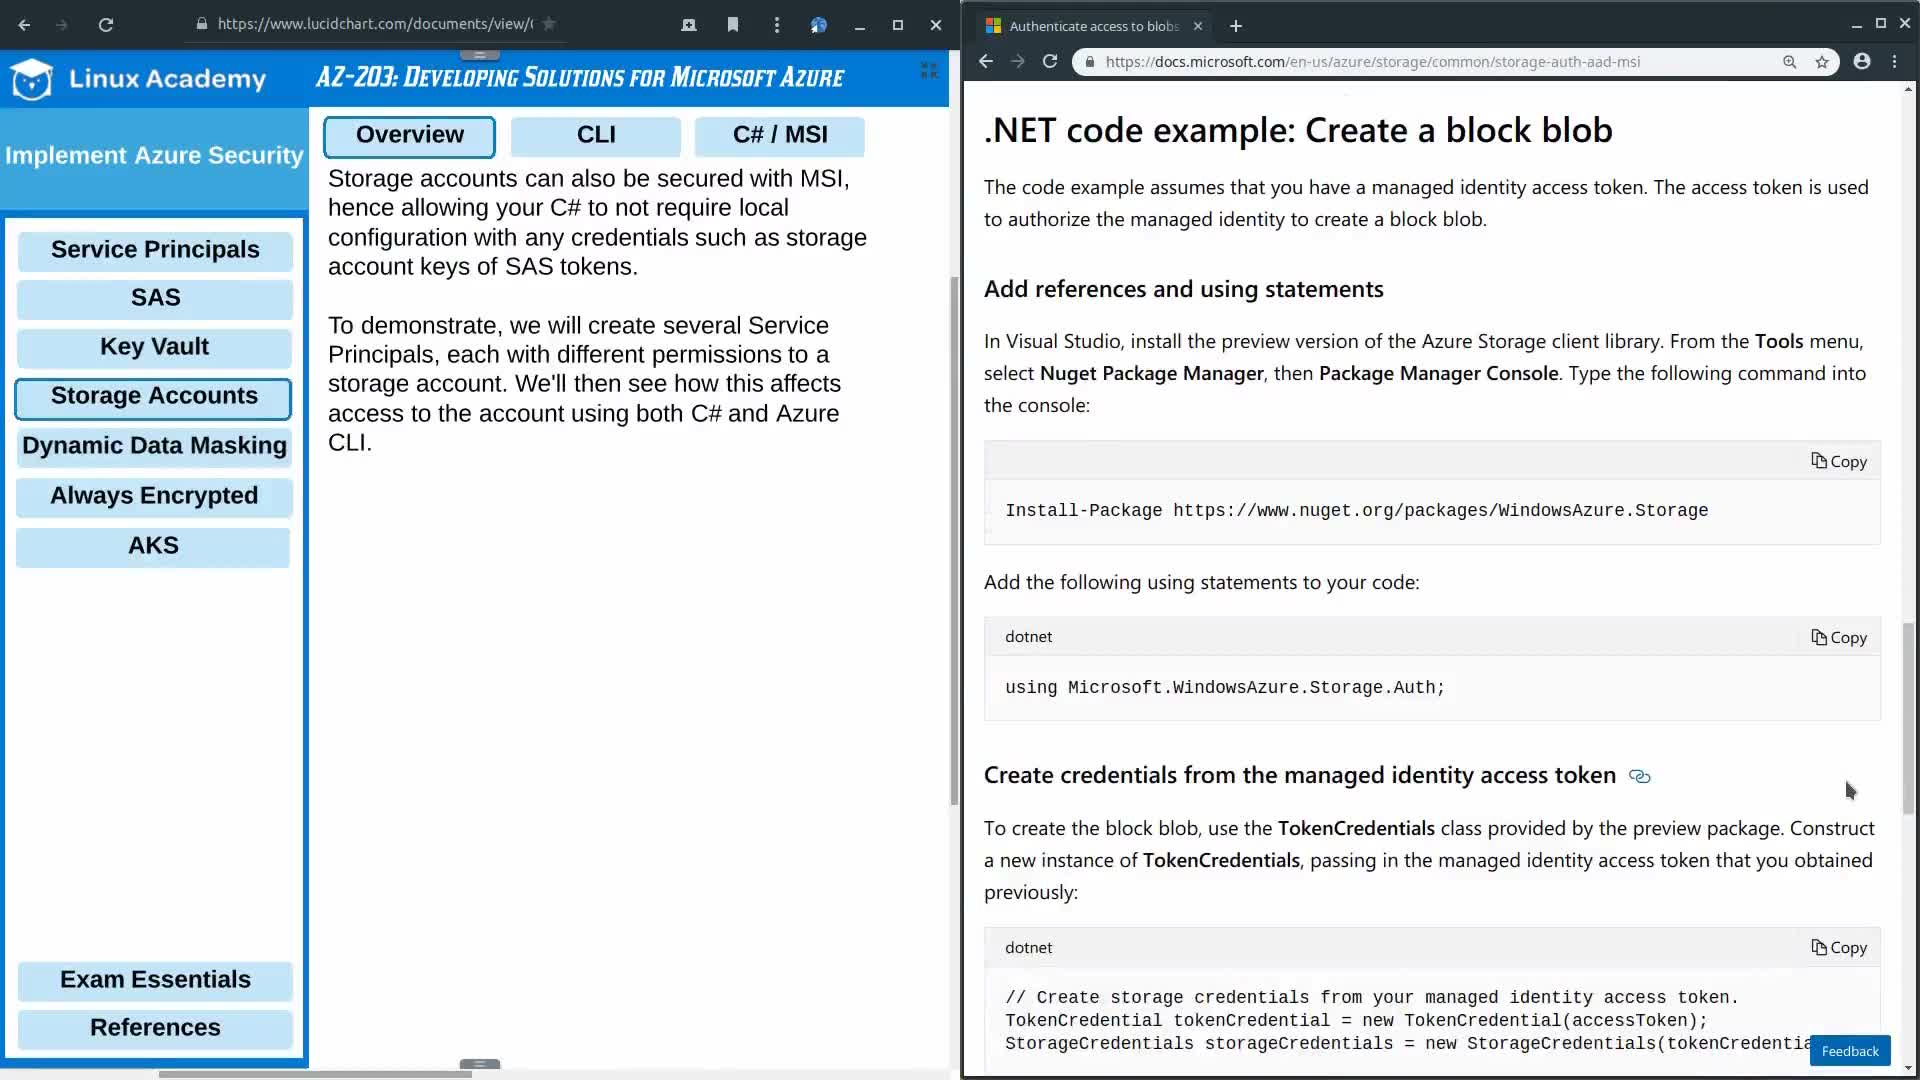 https://www.lucidchart.com/documents/view/
Linux Academy
AZ-203: Developing Solutions for Microsoft Azure
Implement Azure Security
Service Principals
SAS
Key Vault
Storage Accounts
Dynamic Data Masking
Always Encrypted
AKS
Exam Essentials
References
Overview
CLI
C# / MSI
Storage accounts can also be secured with MSI,
hence allowing your C# to not require local
configuration with any credentials such as storage
account keys of SAS tokens.
To demonstrate, we will create several Service
Principals, each with different permissions to a
storage account. We'll then see how this affects
access to the account using both C# and Azure
CLI.
Authenticate access to blobs
https://docs.microsoft.com/en-us/azure/storage/common/storage-auth-aad-msi
.NET code example: Create a block blob
The code example assumes that you have a managed identity access token. The access token is used
to authorize the managed identity to create a block blob.
Add references and using statements
In Visual Studio, install the preview version of the Azure Storage client library. From the Tools menu,
select Nuget Package Manager, then Package Manager Console. Type the following command into
the console:
Copy
Install-Package https://www.nuget.org/packages/WindowsAzure.Storage
Add the following using statements to your code:
dotnet
Copy
using Microsoft.WindowsAzure.Storage.Auth;
Create credentials from the managed identity access token
To create the block blob, use the TokenCredentials class provided by the preview package. Construct
a new instance of TokenCredentials, passing in the managed identity access token that you obtained
previously:
dotnet
Copy
// Create storage credentials from your managed identity access token.
TokenCredential tokenCredential = new TokenCredential(accessToken);
StorageCredentials storageCredentials = new StorageCredentials(tokenCredentia
Feedback